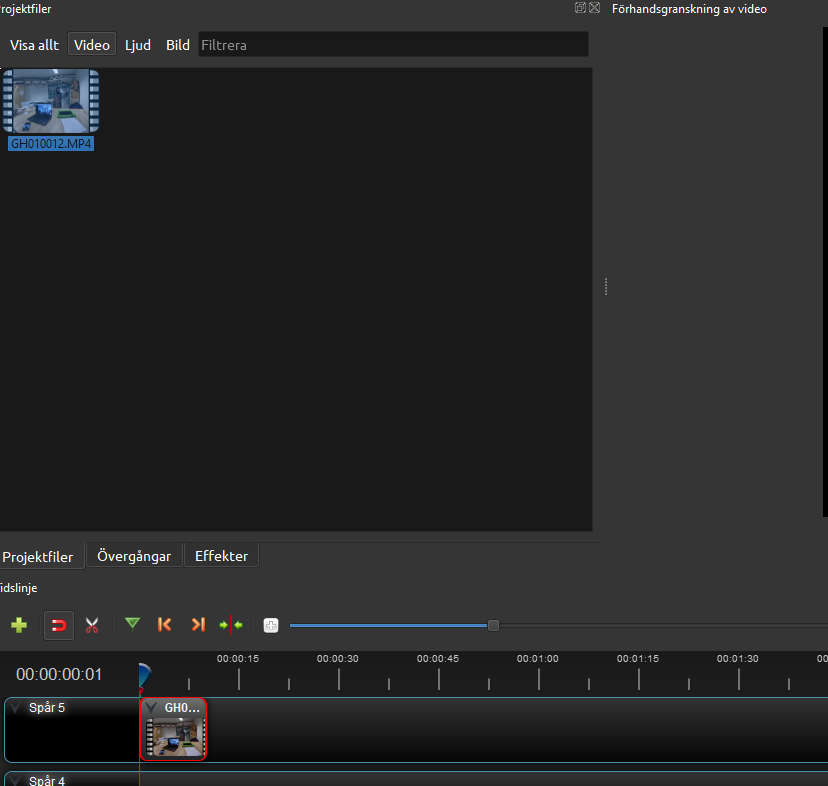 rojektfiler
Förhandsgranskning av video
Visa allt Video Ljud Bild Filtrera
GH010012.MP4
Projektfiler Övergångar Effekter
idslinje
00:00:00:01
00:00:15 00:00:30 00:00:45 00:01:00 00:01:15 00:01:30 00
Spår 5
GH0...
Spår 4